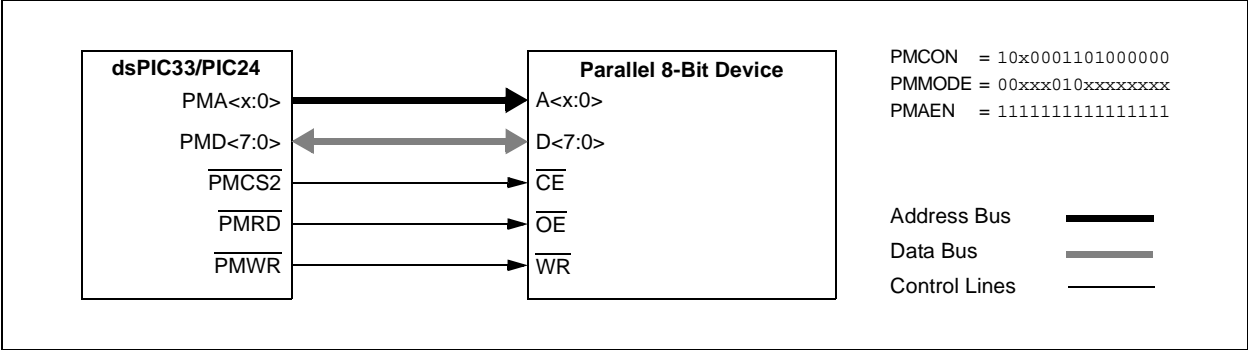 dsPIC33/PIC24
PMA<x:0>
PMD<7:0>
PMCS2
PMRD
PMWR
Parallel 8-Bit Device
A<x:0>
D<7:0>
CE
OE
WR
PMCON = 10x0001101000000
PMMODE = 00xxx010xxxxxxxx
PMAEN = 1111111111111111
Address Bus
Data Bus
Control Lines